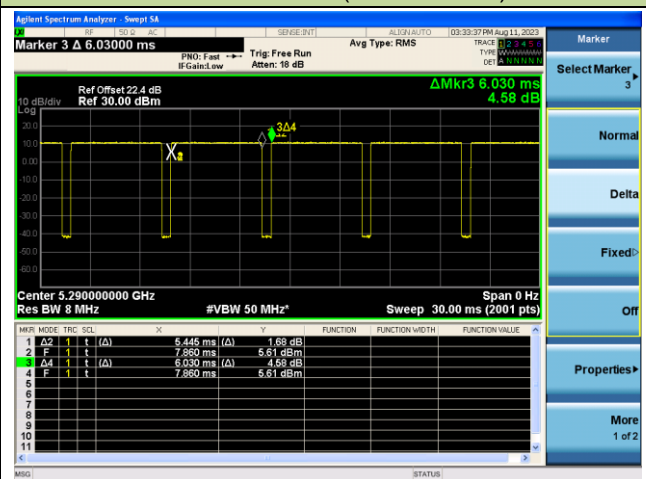 Agilent Spectrum Analyzer - Swept SA
RF 50 Ω AC SENSE:INT ALIGN AUTO 03:33:37 PM Aug 11, 2023
Marker 3 Δ 6.03000 ms
PNO: Fast Trig: Free Run Avg Type: RMS TRACE 1 2 3 4 5 6
TYPE
IFGain:Low Atten: 18 dB DET A N N N N N
Marker
Select Marker
3
Ref Offset 22.4 dB ΔMkr3 6.030 ms
10 dB/div Ref 30.00 dBm 4.58 dB
Log
20.0
10.0
0.00
-10.0
-20.0
-30.0
-40.0
-50.0
-60.0
3Δ4
Normal
Delta
Fixed
Off
Center 5.290000000 GHz Span 0 Hz
Res BW 8 MHz #VBW 50 MHz* Sweep 30.00 ms (2001 pts)
MKR MODE TRC SCL X Y FUNCTION FUNCTION WIDTH FUNCTION VALUE
1 Δ2 1 t (Δ) 5.445 ms (Δ) 1.68 dB
2 F 1 t 7.860 ms 5.61 dBm
3 Δ4 1 t (Δ) 6.030 ms (Δ) 4.58 dB
4 F 1 t 7.860 ms 5.61 dBm
5
6
7
8
9
10
11
Properties
More
1 of 2
MSG STATUS